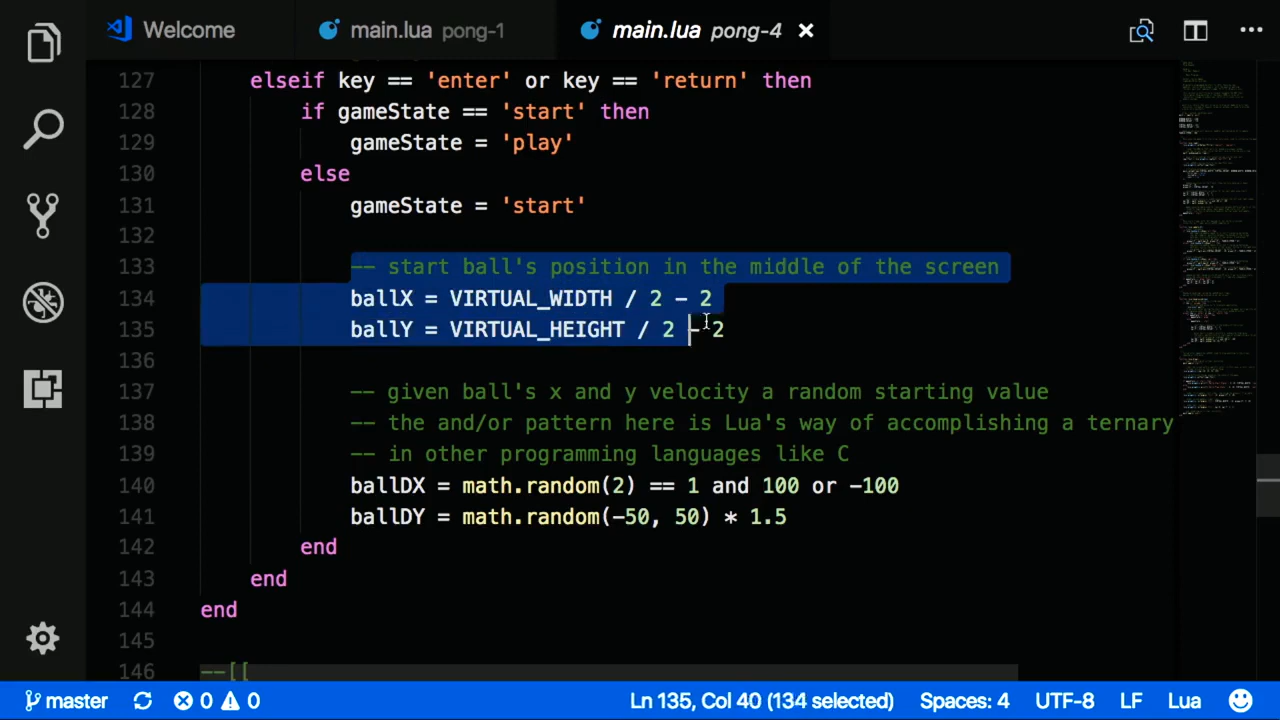 Welcome
main.lua pong-1
main.lua pong-4
127 elseif key == 'enter' or key == 'return' then
128 if gameState == 'start' then
129 gameState = 'play'
130 else
131 gameState = 'start'
132
133 -- start ball's position in the middle of the screen
134 ballX = VIRTUAL_WIDTH / 2 - 2
135 ballY = VIRTUAL_HEIGHT / 2 - 2
136
137 -- given ball's x and y velocity a random starting value
138 -- the and/or pattern here is Lua's way of accomplishing a ternary
139 -- in other programming languages like C
140 ballDX = math.random(2) == 1 and 100 or -100
141 ballDY = math.random(-50, 50) * 1.5
142 end
143 end
144 end
145
146 --[[
master 0 0 Ln 135, Col 40 (134 selected) Spaces: 4 UTF-8 LF Lua